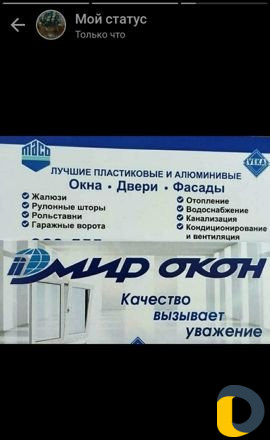 Мой статус
Только что
maco
VEKA
ЛУЧШИЕ ПЛАСТИКОВЫЕ И АЛЮМИНИВЫЕ
Окна • Двери • Фасады
Жалюзи
Рулонные шторы
Рольставни
Гаражные ворота
Отопление
Водоснабжение
Канализация
Кондиционирование
и вентиляция
МИР ОКОН
Качество
вызывает
уважение